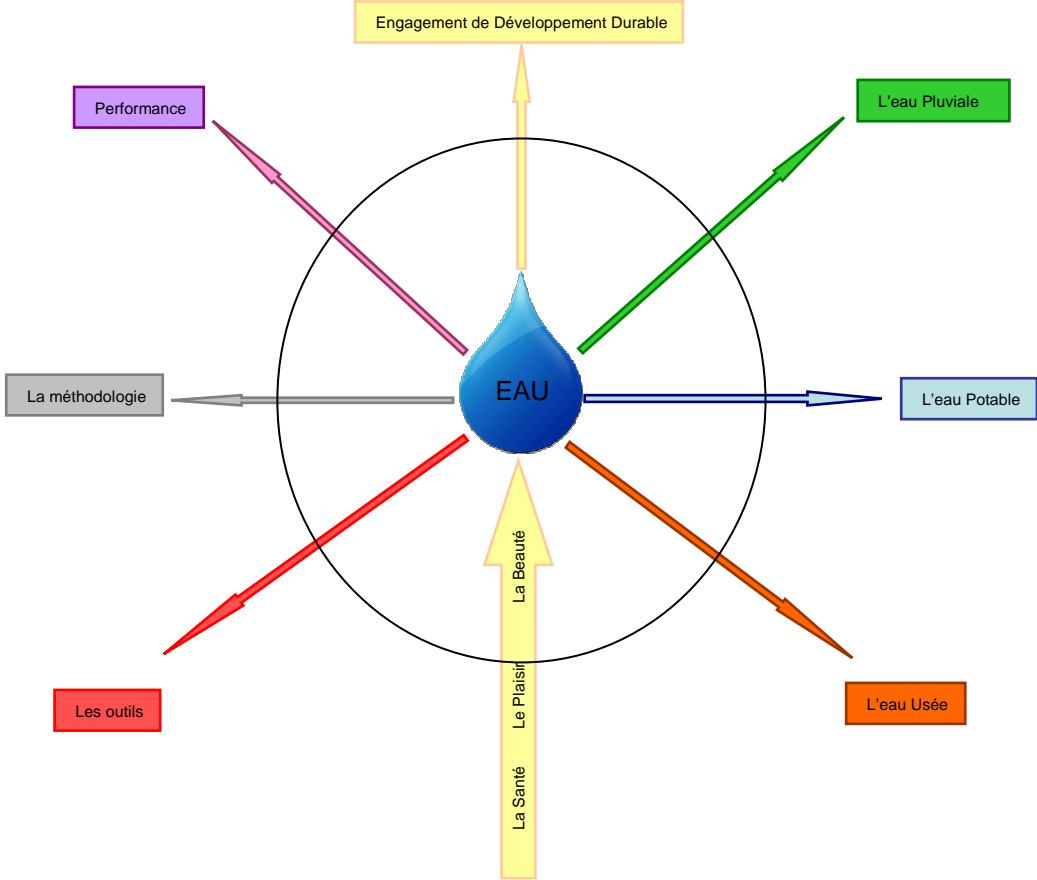 Engagement de Développement Durable
Performance
L'eau Pluviale
La méthodologie
EAU
L'eau Potable
La Beauté
Le Plaisir
La Santé
Les outils
L'eau Usée